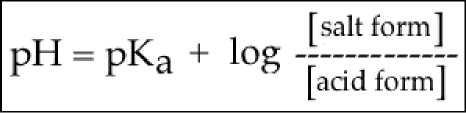 pH = pKa + log [salt form]
-------------
[acid form]